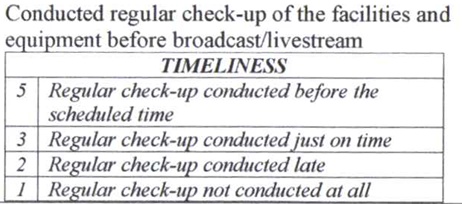 Conducted regular check-up of the facilities and
equipment before broadcast/livestream
TIMELINESS
5 Regular check-up conducted before the
scheduled time
3 Regular check-up conducted just on time
2 Regular check-up conducted late
1 Regular check-up not conducted at all